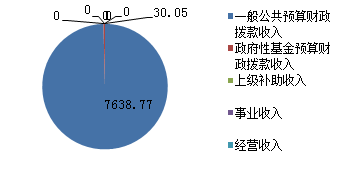 0
0
0
0
30.05
7638.77
一般公共预算财政
拨款收入
政府性基金预算财
政拨款收入
上级补助收入
事业收入
经营收入